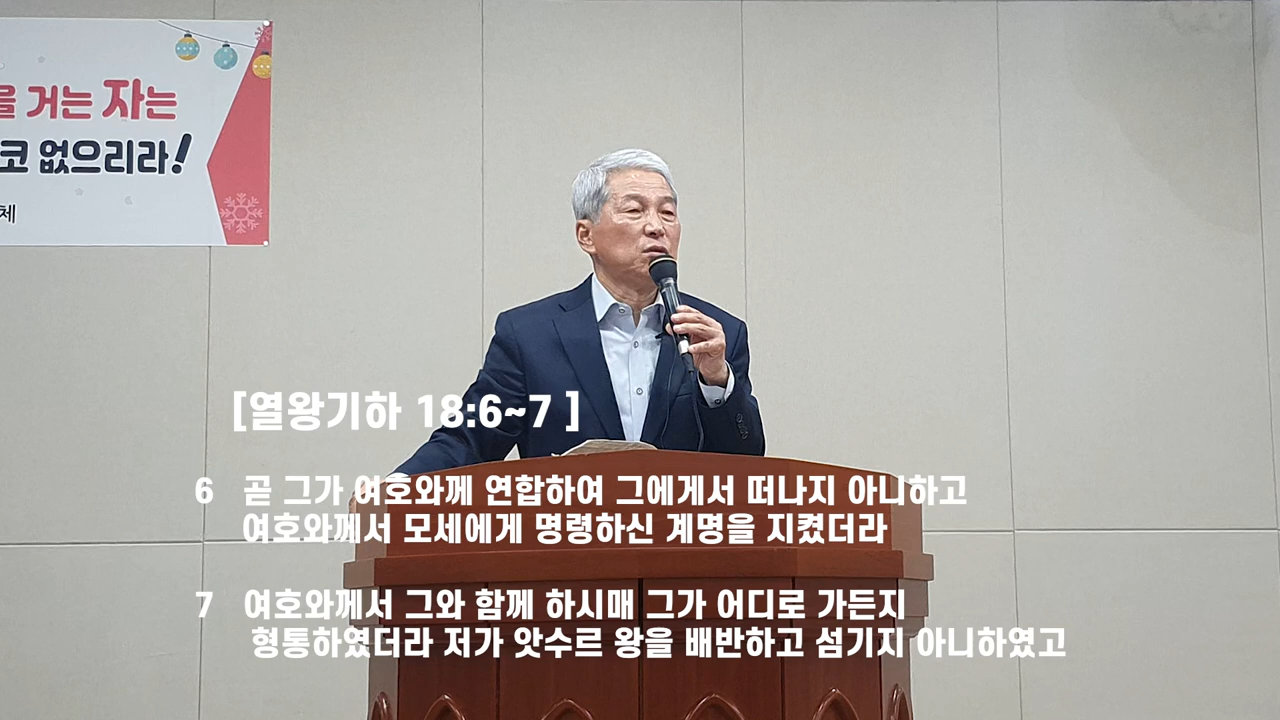 을 거는 자는
코 없으리라!
체
[열왕기하 18:6~7 ]
6 곧 그가 여호와께 연합하여 그에게서 떠나지 아니하고
여호와께서 모세에게 명령하신 계명을 지켰더라
7 여호와께서 그와 함께 하시매 그가 어디로 가든지
형통하였더라 저가 앗수르 왕을 배반하고 섬기지 아니하였고